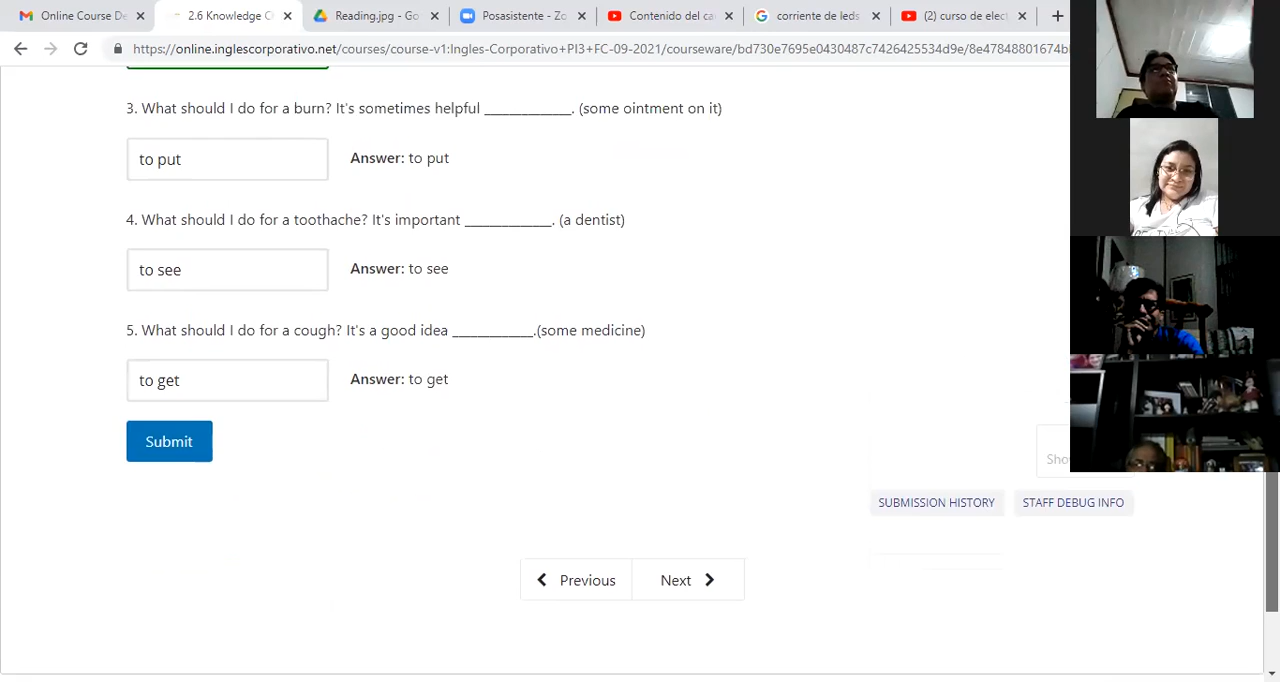 Online Course De
2.6 Knowledge C
Reading.jpg - Go
Posasistente - Zo
Contenido del ca
corriente de leds
(2) curso de elect
https://online.inglescorporativo.net/courses/course-v1:Ingles-Corporativo+PI3+FC-09-2021/courseware/bd730e7695e0430487c7426425534d9e/8e47848801674b
3. What should I do for a burn? It's sometimes helpful _____________. (some ointment on it)
to put
Answer: to put
4. What should I do for a toothache? It's important _____________. (a dentist)
to see
Answer: to see
5. What should I do for a cough? It's a good idea ____________.(some medicine)
to get
Answer: to get
Submit
Sho
SUBMISSION HISTORY
STAFF DEBUG INFO
Previous
Next